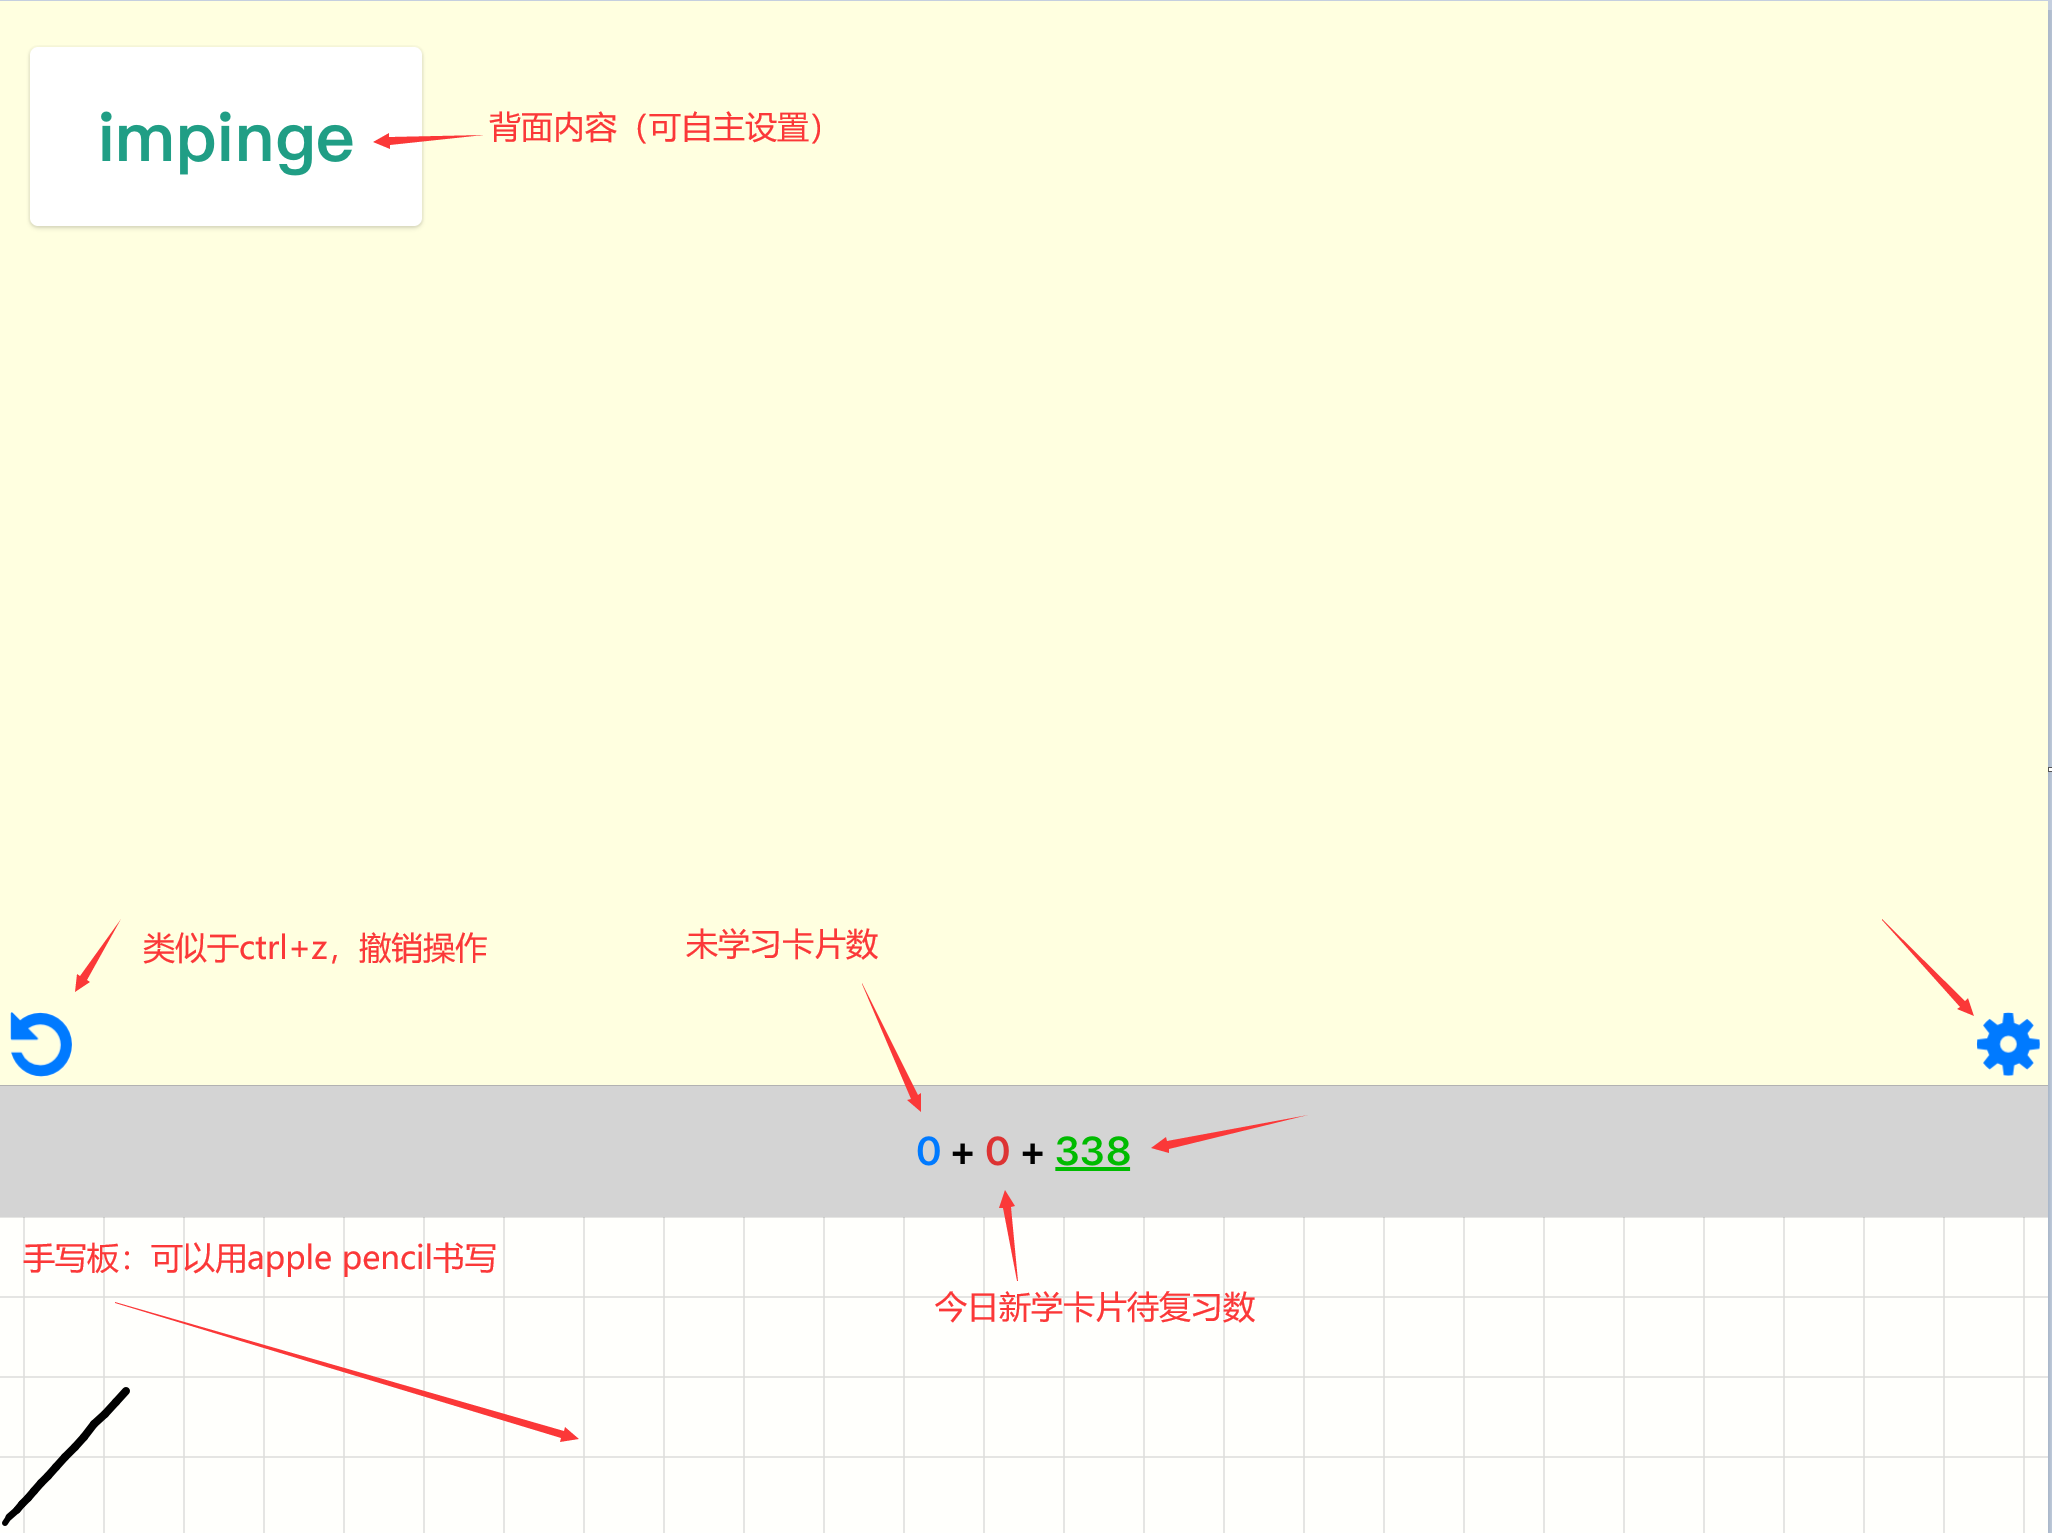 impinge
背面内容（可自主设置）
类似于ctrl+z，撤销操作
未学习卡片数
0 + 0 + 338
手写板：可以用apple pencil书写
今日新学卡片待复习数